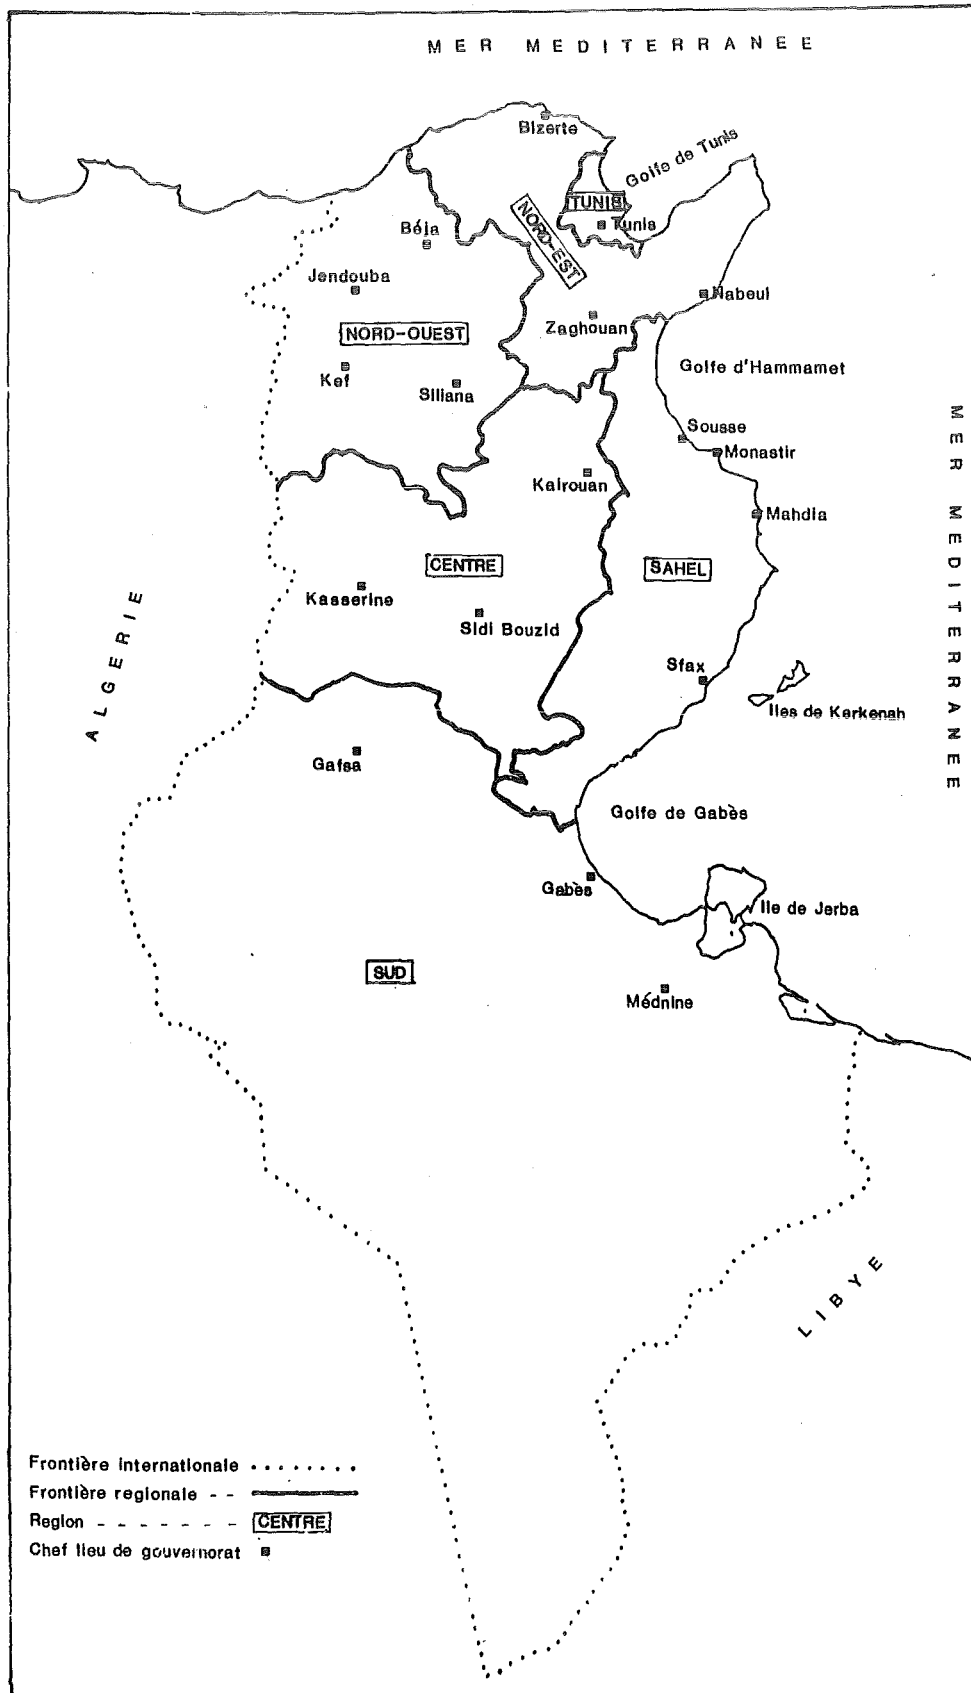 MER MEDITERRANEE
Bizerte
Golfe de Tunis
TUNIS
Tunis
NORD-EST
Béja
Jendouba
Nabeul
Zaghouan
NORD-OUEST
Golfe d'Hammamet
Kef
Siliana
Sousse
Monastir
Kairouan
Mahdia
MER MEDITERRANEE
CENTRE
SAHEL
Kasserine
Sidi Bouzid
ALGERIE
Sfax
Iles de Kerkenah
Gafsa
Golfe de Gabès
Gabès
Ile de Jerba
SUD
Médnine
LIBYE
Frontière internationale
Frontière regionale
Region CENTRE
Chef lieu de gouvernorat